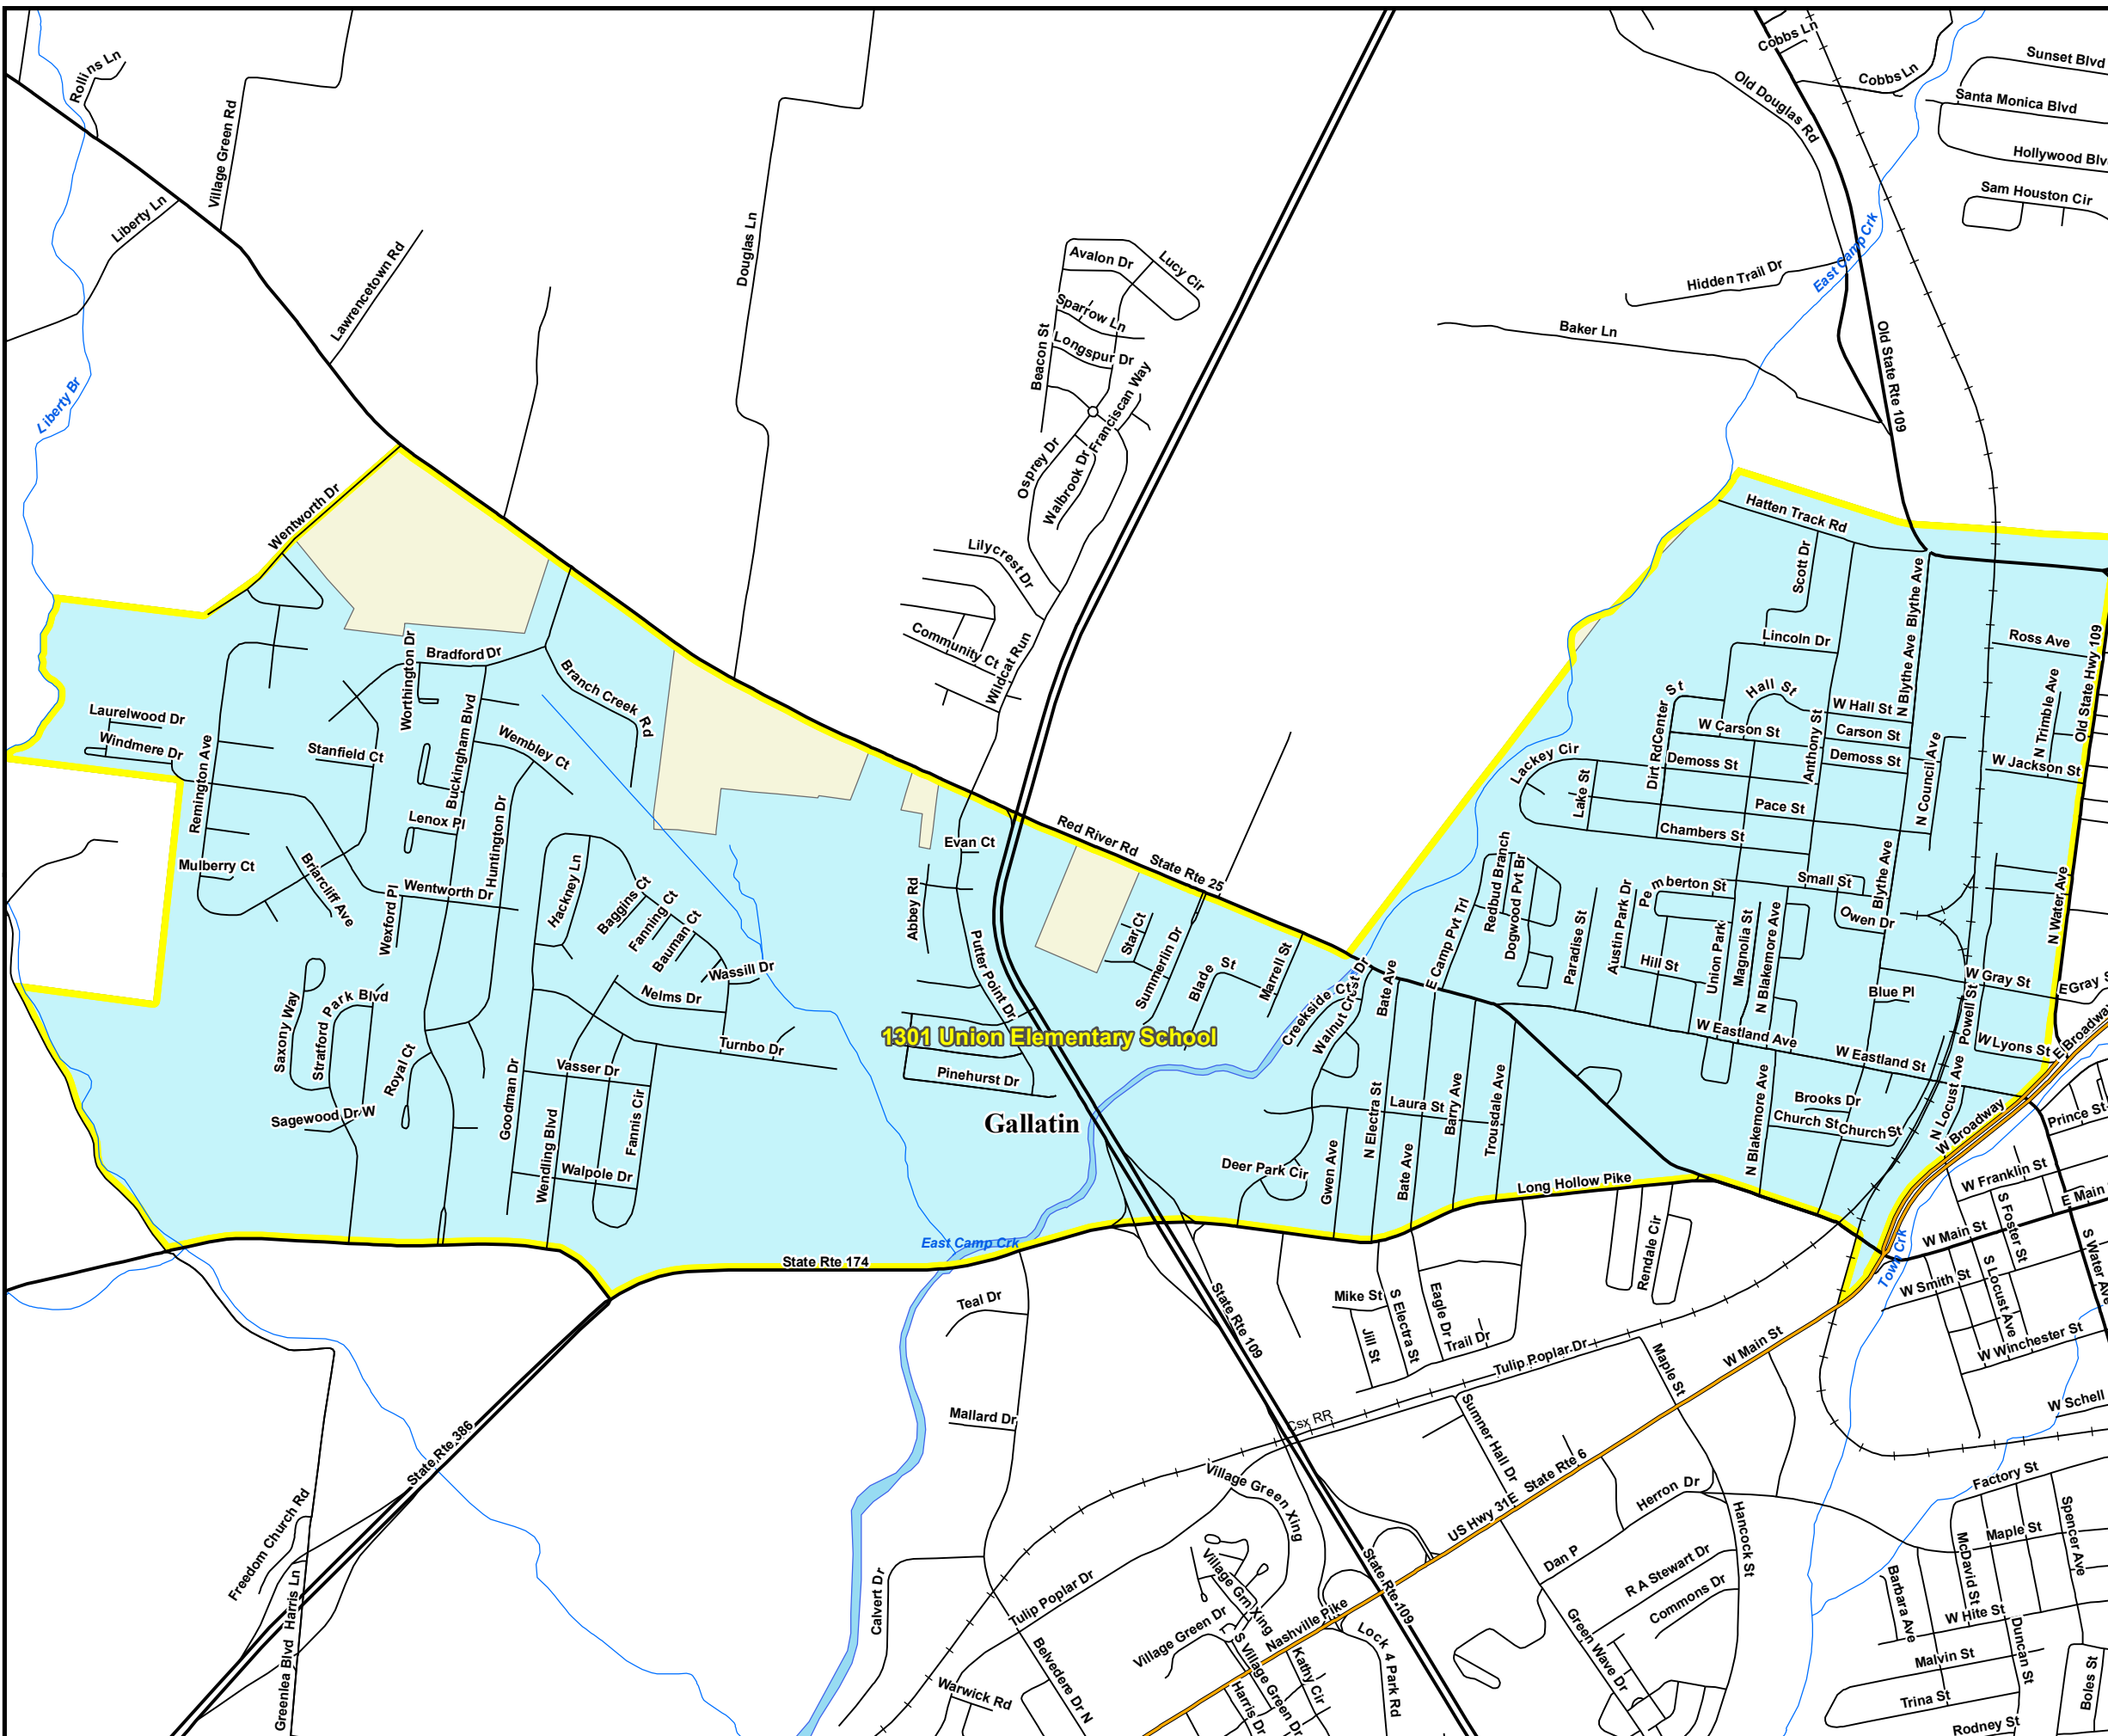 Cobbs Ln
Cobbs Ln
Sunset Blvd
Rollins Ln
Old Douglas Rd
Santa Monica Blvd
Village Green Rd
Hollywood Blv
Liberty Ln
Sam Houston Cir
Lawrencetown Rd
Douglas Ln
Avalon Dr
Lucy Cir
East Camp Crk
Hidden Trail Dr
Sparrow Ln
Baker Ln
Beacon St
Longspur Dr
Old State Rte 109
Liberty Br
Franciscan Way
Osprey Dr
Walbrook Dr
Wentworth Dr
Hatten Track Rd
Lilycrest Dr
Scott Dr
Blythe Ave
Community Ct
Wildcat Run
Lincoln Dr
Ross Ave
Old State Hwy 109
Worthington Dr
Bradford Dr
Branch Creek Rd
N Blythe Ave
Hall St
Center St
W Hall St
N Trimble Ave
Laurelwood Dr
Windmere Dr
Buckingham Blvd
Wembley Ct
W Carson St
Carson St
Anthony St
Stanfield Ct
Remington Ave
Lackey Cir
Dirt Rd
Demoss St
Demoss St
W Jackson St
Lake St
N Council Ave
Pace St
Lenox Pl
Huntington Dr
Evan Ct
Red River Rd
State Rte 25
Chambers St
Mulberry Ct
Briarcliff Ave
Wentworth Dr
Wexford Pl
Hackney Ln
Baggins Ct
Fanning Ct
Bauman Ct
Abbey Rd
Redbud Branch
Dogwood Pvt Br
Pemberton St
Small St
Blythe Ave
Owen Dr
N Water Ave
Star Ct
Summerlin Dr
E Camp Pvt Trl
Paradise St
Austin Park Dr
Hill St
Union Park
Magnolia St
N Blakemore Ave
Putter Point Dr
Blade St
Marrell St
Wassill Dr
Nelms Dr
W Gray St
E Gray S
Blue Pl
Saxony Way
Stratford Park Blvd
Creekside Ct
Walnut Crest Dr
Bate Ave
W Eastland Ave
Powell St
W Lyons St
E Broadway
1301 Union Elementary School
Turnbo Dr
Royal Ct
Vasser Dr
Goodman Dr
Pinehurst Dr
W Eastland St
Sagewood Dr W
Wendling Blvd
Fannis Cir
Gallatin
N Electra St
Laura St
Barry Ave
Trousdale Ave
N Blakemore Ave
Brooks Dr
Church St
Church St
N Locust Ave
W Broadway
Prince St
Walpole Dr
Deer Park Cir
Gwen Ave
Bate Ave
Long Hollow Pike
W Franklin St
S Foster St
E Main
W Main St
East Camp Crk
State Rte 174
Rendale Cir
Town Crk
W Smith St
S Locust Ave
S Water Ave
Teal Dr
State Rte 109
Mike St
Jill St
S Electra St
Eagle Dr
Trail Dr
Tulip Poplar Dr
Maple St
W Main St
W Winchester St
W Schell
Mallard Dr
Csx RR
Sumner Hall Dr
State Rte 386
Village Green Xing
US Hwy 31E
State Rte 6
Herron Dr
Hancock St
Factory St
Spencer Ave
Maple St
McDavid St
Freedom Church Rd
Harris Ln
Greenlea Blvd
Calvert Dr
Tulip Poplar Dr
Village Grn Xing
State Rte 109
Dan P
R A Stewart Dr
Commons Dr
Barbara Ave
W Hite St
Duncan St
Village Green Dr
Nashville Pike
S Village Green Dr
Kathy Cir
Harris Dr
Lock 4 Park Rd
Green Wave Dr
Belvedere Dr N
Warwick Rd
Malvin St
Trina St
Boles St
Rodney St